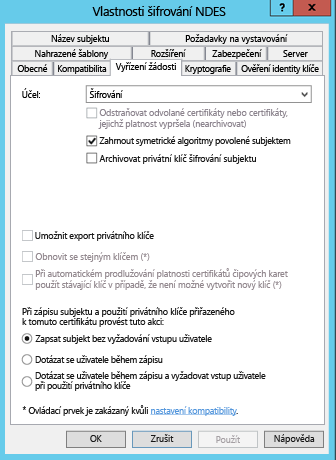 Vlastnosti šifrování NDES
?
Název subjektu
Požadavky na vystavování
Nahrazené šablony
Rozšíření
Zabezpečení
Server
Obecné
Kompatibilita
Vyřízení žádosti
Kryptografie
Ověření identity klíče
Účel:
Šifrování
Odstraňovat odvolané certifikáty nebo certifikáty,
jejichž platnost vypršela (nearchivovat)
Zahrnout symetrické algoritmy povolené subjektem
Archivovat privátní klíč šifrování subjektu
Umožnit export privátního klíče
Obnovit se stejným klíčem (*)
Při automatickém prodlužování platnosti certifikátů čipových karet
použít stávající klíč v případě, že není možné vytvořit nový klíč (*)
Při zápisu subjektu a použití privátního klíče přiřazeného
k tomuto certifikátu provést tuto akci:
Zapsat subjekt bez vyžadování vstupu uživatele
Dotázat se uživatele během zápisu
Dotázat se uživatele během zápisu a vyžadovat vstup uživatele
při použití privátního klíče
* Ovládací prvek je zakázaný kvůli nastavení kompatibility.
OK
Zrušit
Použít
Nápověda